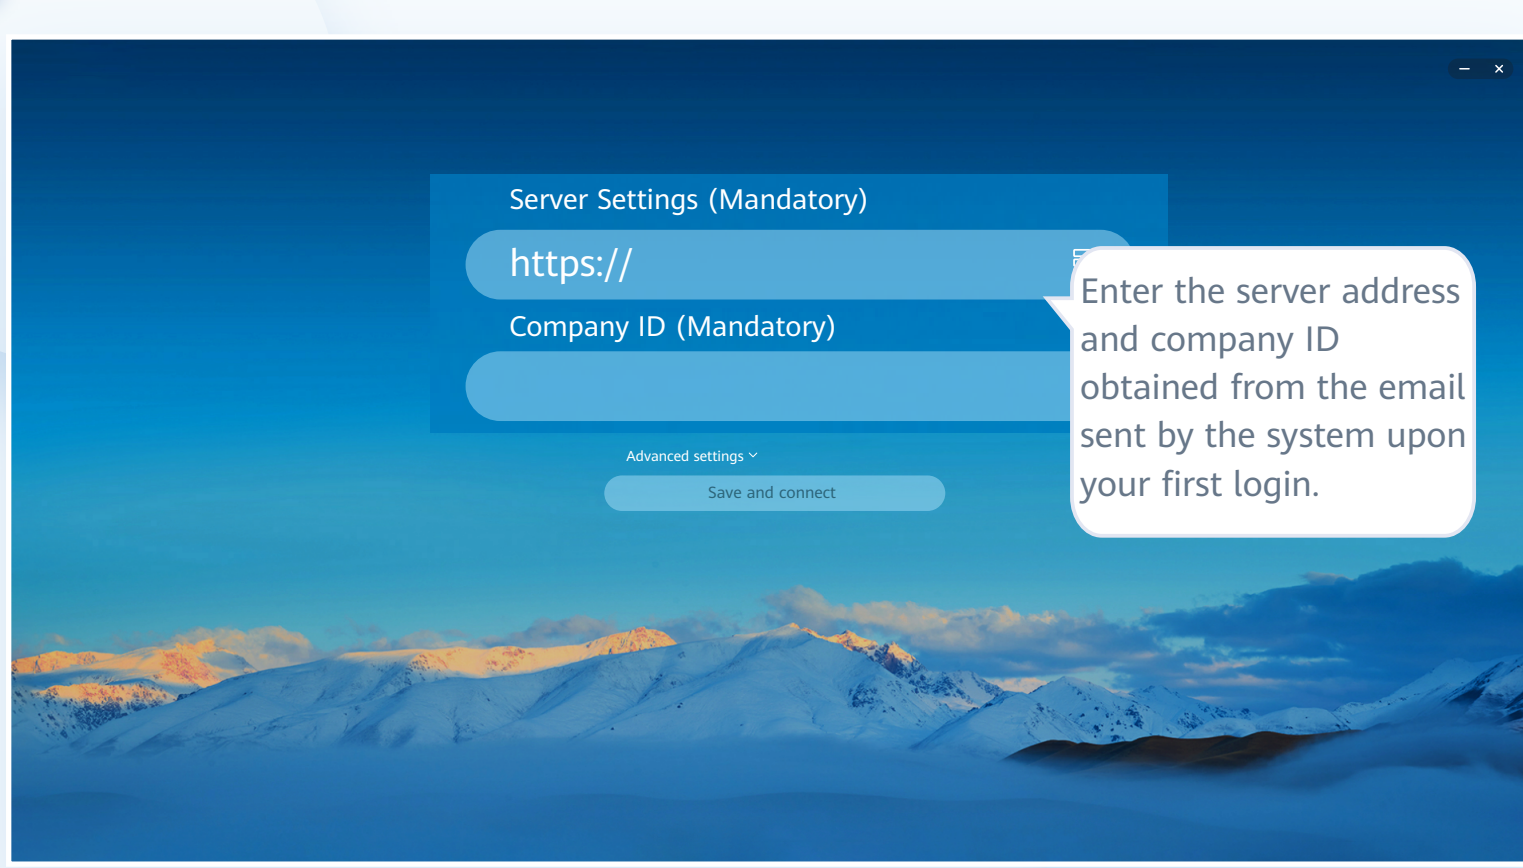 Server Settings (Mandatory)
https://
Company ID (Mandatory)
Enter the server address
and company ID
obtained from the email
sent by the system upon
your first login.
Advanced settings
Save and connect